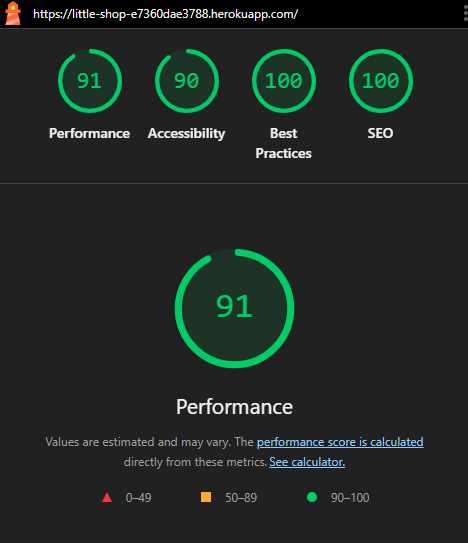 https://little-shop-e7360dae3788.herokuapp.com/
91 90 100 100
Performance Accessibility Best Practices SEO
91
Performance
Values are estimated and may vary. The performance score is calculated
directly from these metrics. See calculator.
0–49 50–89 90–100